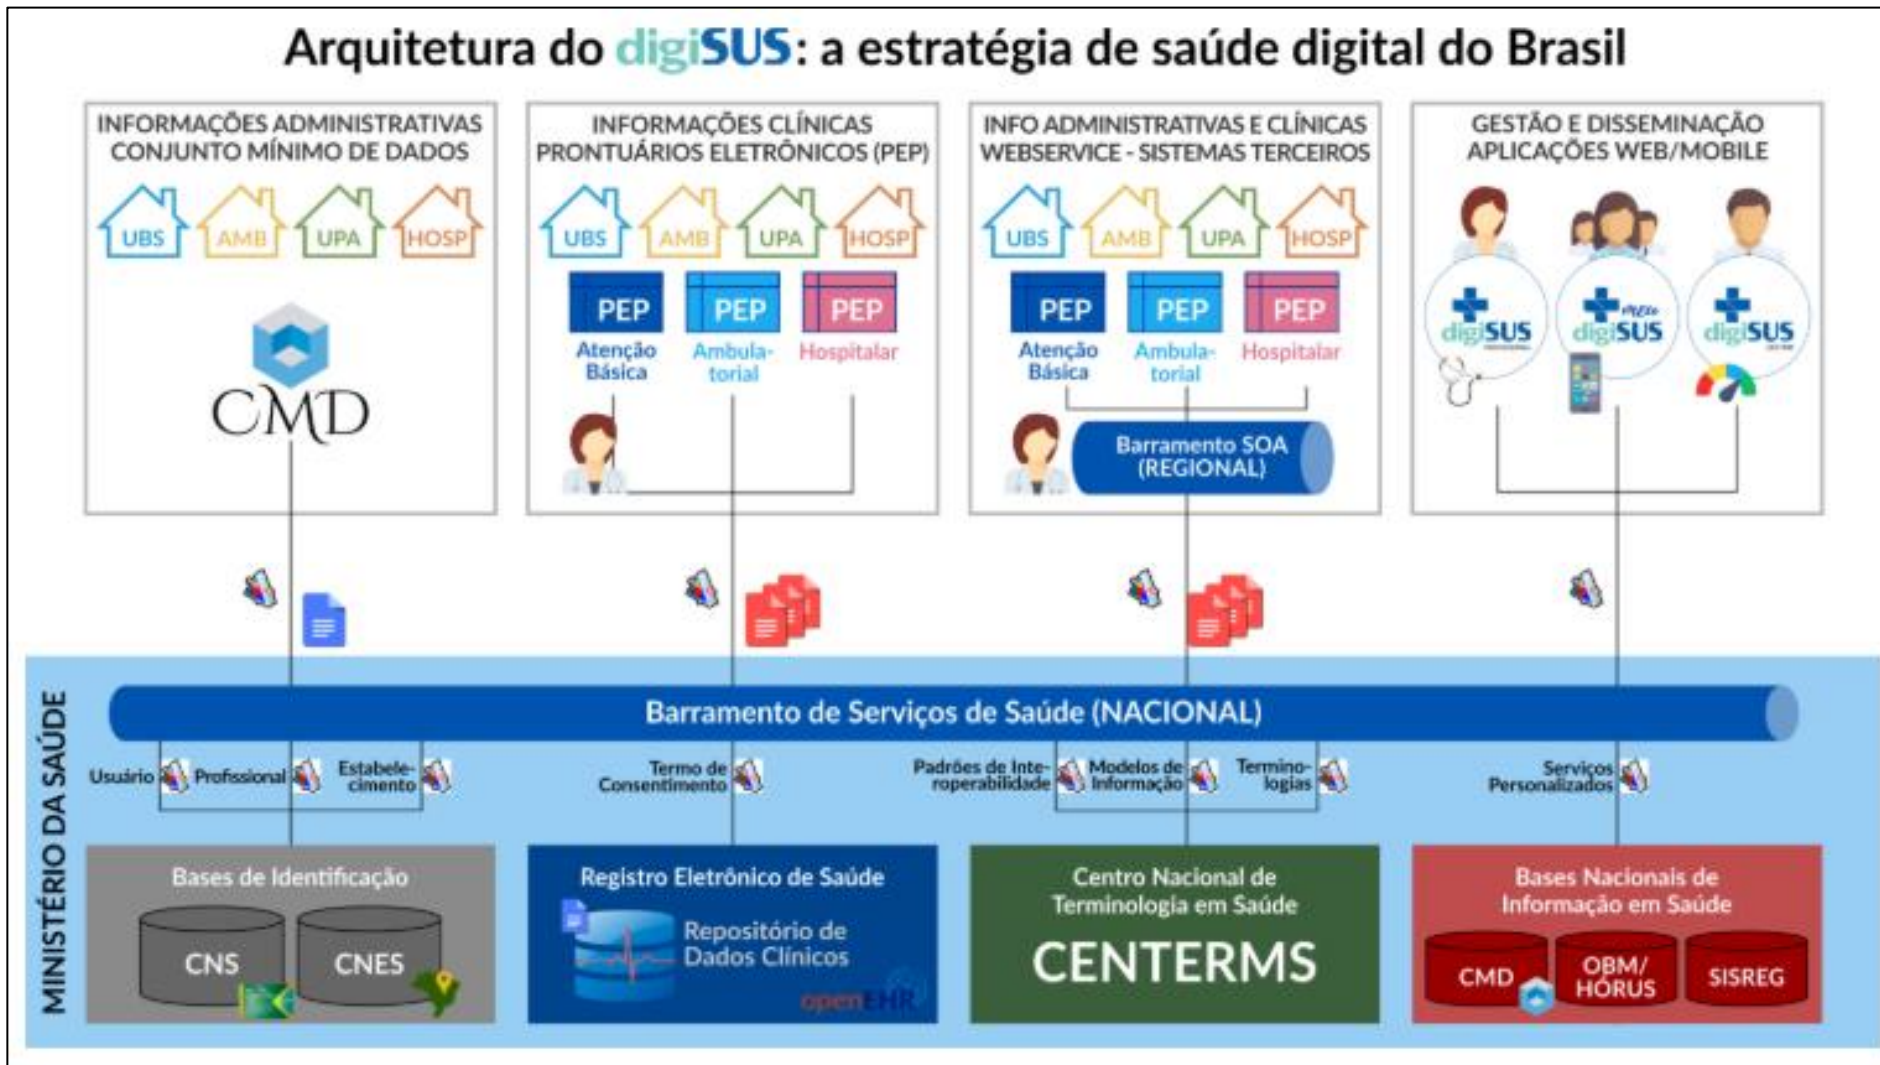 Arquitetura do digiSUS: a estratégia de saúde digital do Brasil
INFORMAÇÕES ADMINISTRATIVAS
CONJUNTO MÍNIMO DE DADOS
UBS
AMB
UPA
HOSP
CMD
INFORMAÇÕES CLÍNICAS
PRONTUÁRIOS ELETRÔNICOS (PEP)
UBS
AMB
UPA
HOSP
PEP
PEP
PEP
Atenção
Básica
Ambula-
torial
Hospitalar
INFO ADMINISTRATIVAS E CLÍNICAS
WEBSERVICE - SISTEMAS TERCEIROS
UBS
AMB
UPA
HOSP
PEP
PEP
PEP
Atenção
Básica
Ambula-
torial
Hospitalar
Barramento SOA
(REGIONAL)
GESTÃO E DISSEMINAÇÃO
APLICAÇÕES WEB/MOBILE
digiSUS
meu
digiSUS
digiSUS
MINISTÉRIO DA SAÚDE
Barramento de Serviços de Saúde (NACIONAL)
Usuário
Profissional
Estabele-
cimento
Termo de
Consentimento
Padrões de Inte-
roperabilidade
Modelos de
Informação
Termino-
logias
Serviços
Personalizados
Bases de Identificação
CNS
CNES
Registro Eletrônico de Saúde
Repositório de
Dados Clínicos
openEHR
Centro Nacional de
Terminologia em Saúde
CENTERMS
Bases Nacionais de
Informação em Saúde
CMD
OBM/
HÓRUS
SISREG